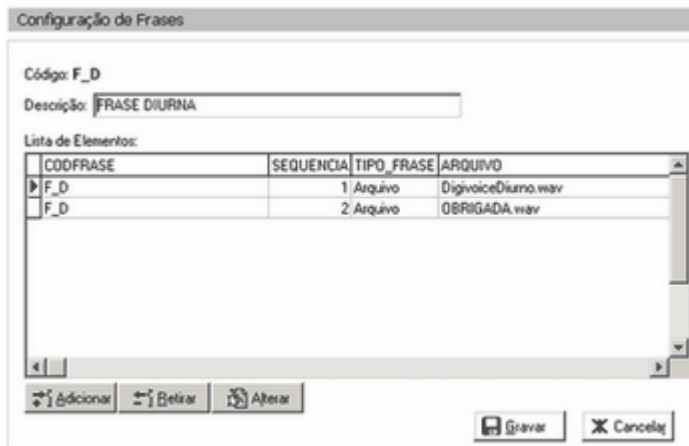 Configuração de Frases
Código: F_D
Descrição: FRASE DIURNA
Lista de Elementos:
CODFRASE SEQUENCIA TIPO_FRASE ARQUIVO
F_D 1 Arquivo DigivoiceDiurno.wav
F_D 2 Arquivo OBRIGADA.wav
Adicionar Retirar Alterar
Gravar Cancelar